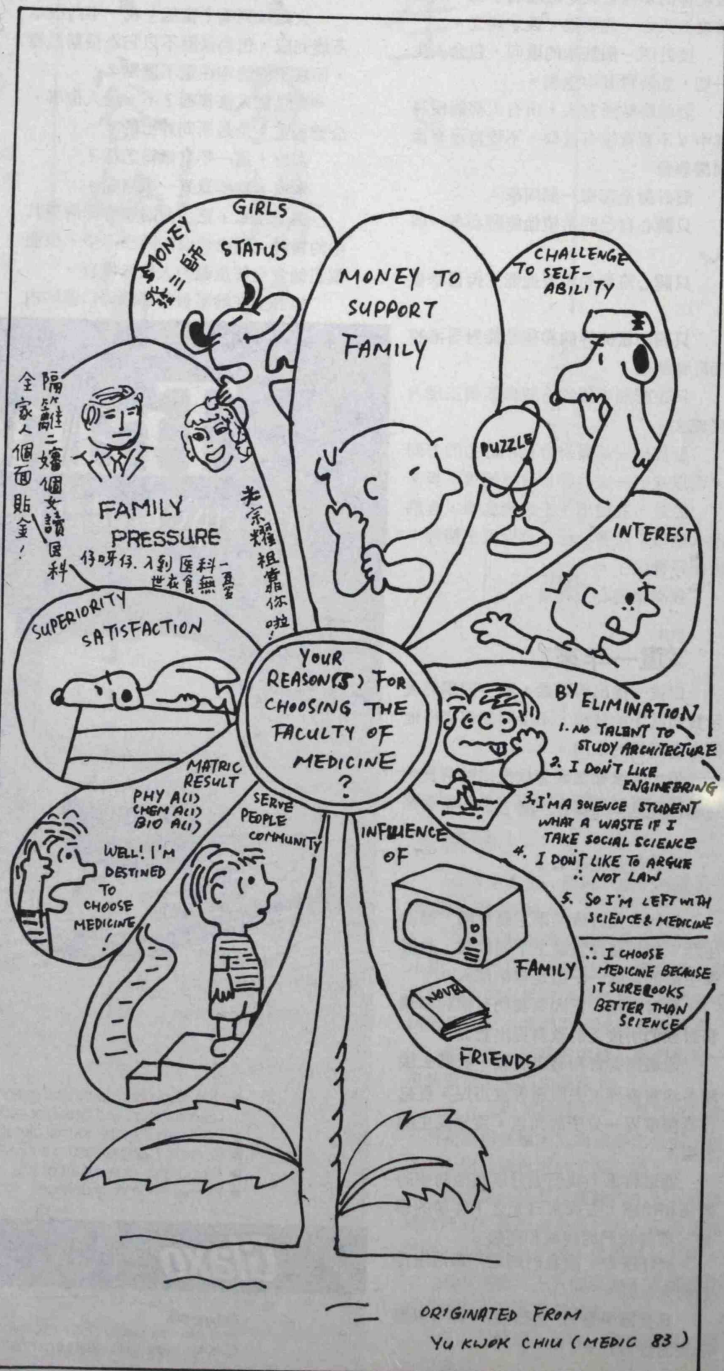 GIRLS
$MONEY
STATUS
MONEY TO
SUPPORT
FAMILY
CHALLENGE
TO SELF-
ABILITY
PUZZLE
INTEREST
隔籬二嬸個女讀医科
全家人個面貼金!
FAMILY
PRESSURE
仔呀仔.入到医科一
世衣食無憂
光宗耀祖靠你啦!
SUPERIORITY
SATISFACTION
YOUR
REASON(S) FOR
CHOOSING THE
FACULTY OF
MEDICINE
?
BY ELIMINATION
1. NO TALENT TO
STUDY ARCHITECTURE
2. I DON'T LIKE
ENGINEERING
3. I'M A SCIENCE STUDENT
WHAT A WASTE IF I
TAKE SOCIAL SCIENCE
4. I DON'T LIKE TO ARGUE
∴ NOT LAW
5. SO I'M LEFT WITH
SCIENCE & MEDICINE
∴ I CHOOSE
MEDICINE BECAUSE
IT SURE LOOKS
BETTER THAN
SCIENCE.
MATRIC
RESULT
PHY A(1)
CHEM A(1)
BIO A(1)
WELL! I'M
DESTINED
TO
CHOOSE
MEDICINE!
SERVE
PEOPLE
COMMUNITY
INFLUENCE
OF
FAMILY
NOVEL
FRIENDS
ORIGINATED FROM
YU KWOK CHIU (MEDIC 83)